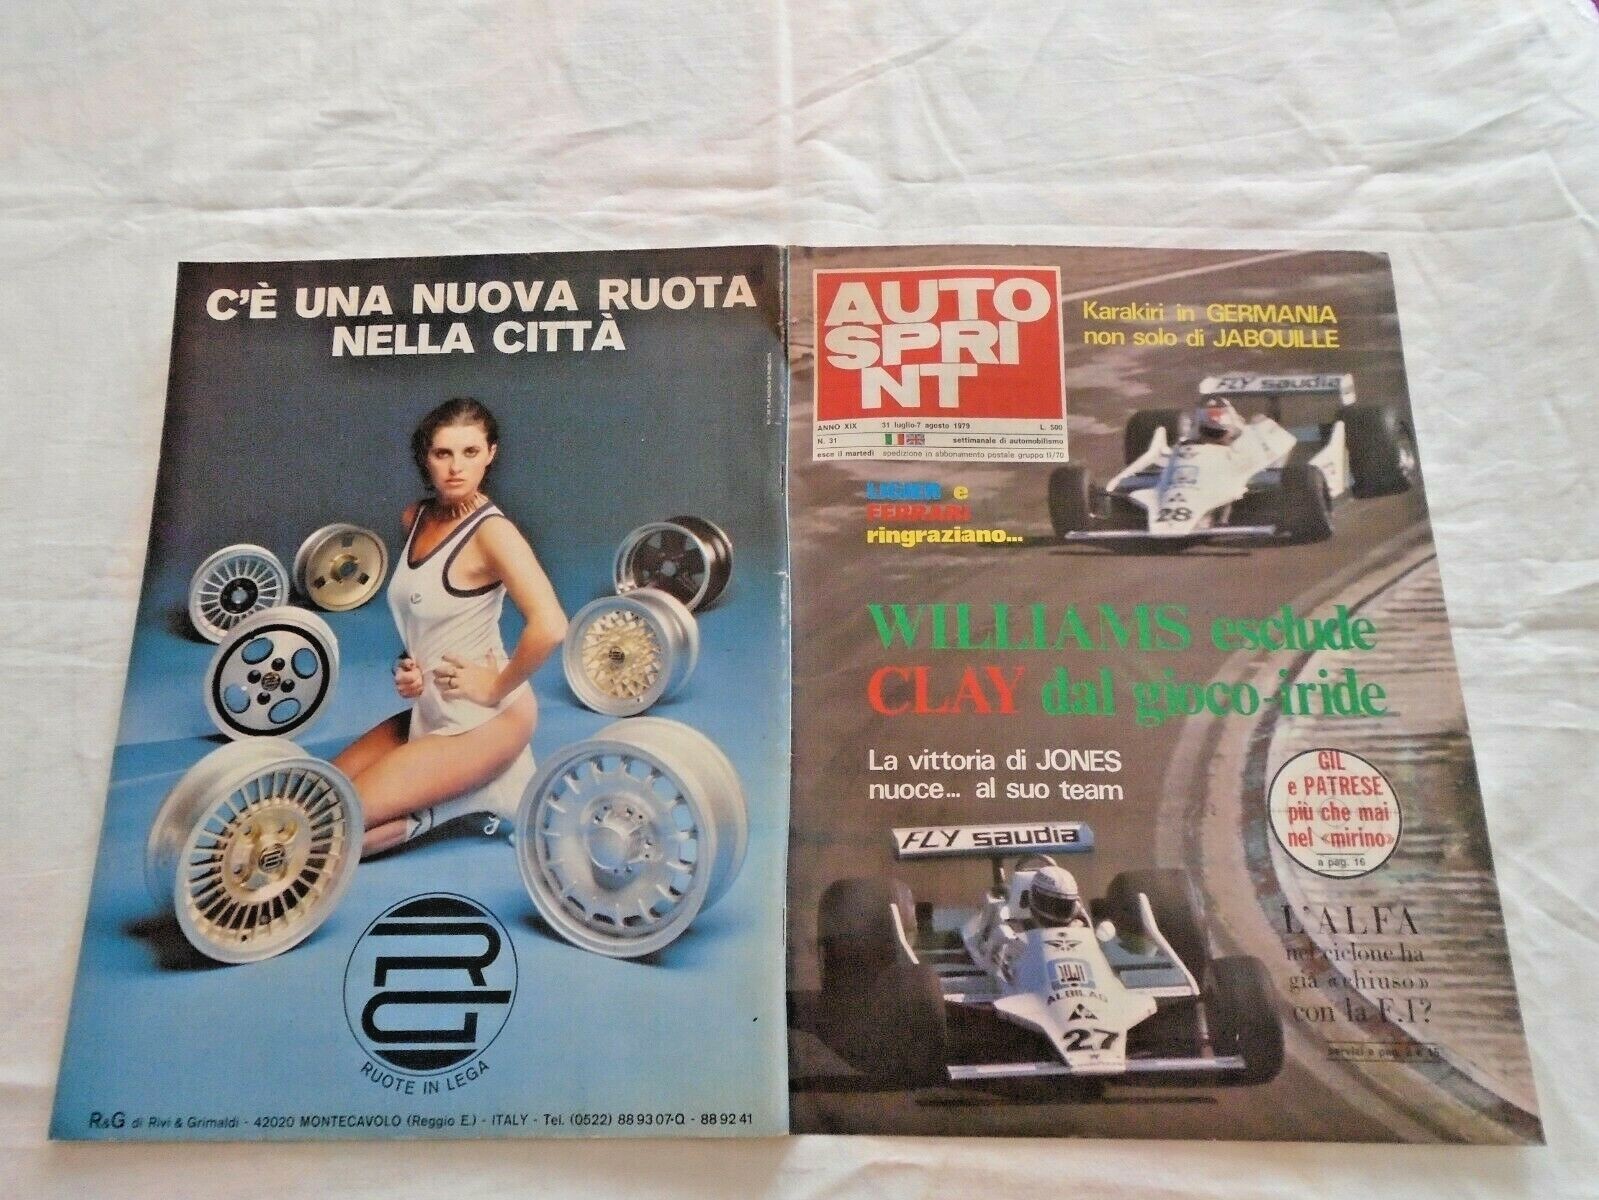 C'È UNA NUOVA RUOTA
NELLA CITTÀ
RUOTE IN LEGA
R&G di Rivi & Grimaldi - 42020 MONTECAVOLO (Reggio E.) - ITALY - Tel. (0522) 88 93 07-Q - 88 92 41
AUTO
SPRI
NT
ANNO XIX 31 luglio-7 agosto 1979 L. 500
N. 31 settimanale di automobilismo
esce il martedì spedizione in abbonamento postale gruppo II/70
Karakiri in GERMANIA
non solo di JABOUILLE
FLY saudia
28
LIGIER e
FERRARI
ringraziano...
WILLIAMS esclude
CLAY dal gioco-iride
La vittoria di JONES
nuoce... al suo team
GIL
e PATRESE
più che mai
nel «mirino»
a pag. 16
FLY saudia
ALBILAD
27
L'ALFA
nel ciclone ha
già «chiuso»
con la F.1?